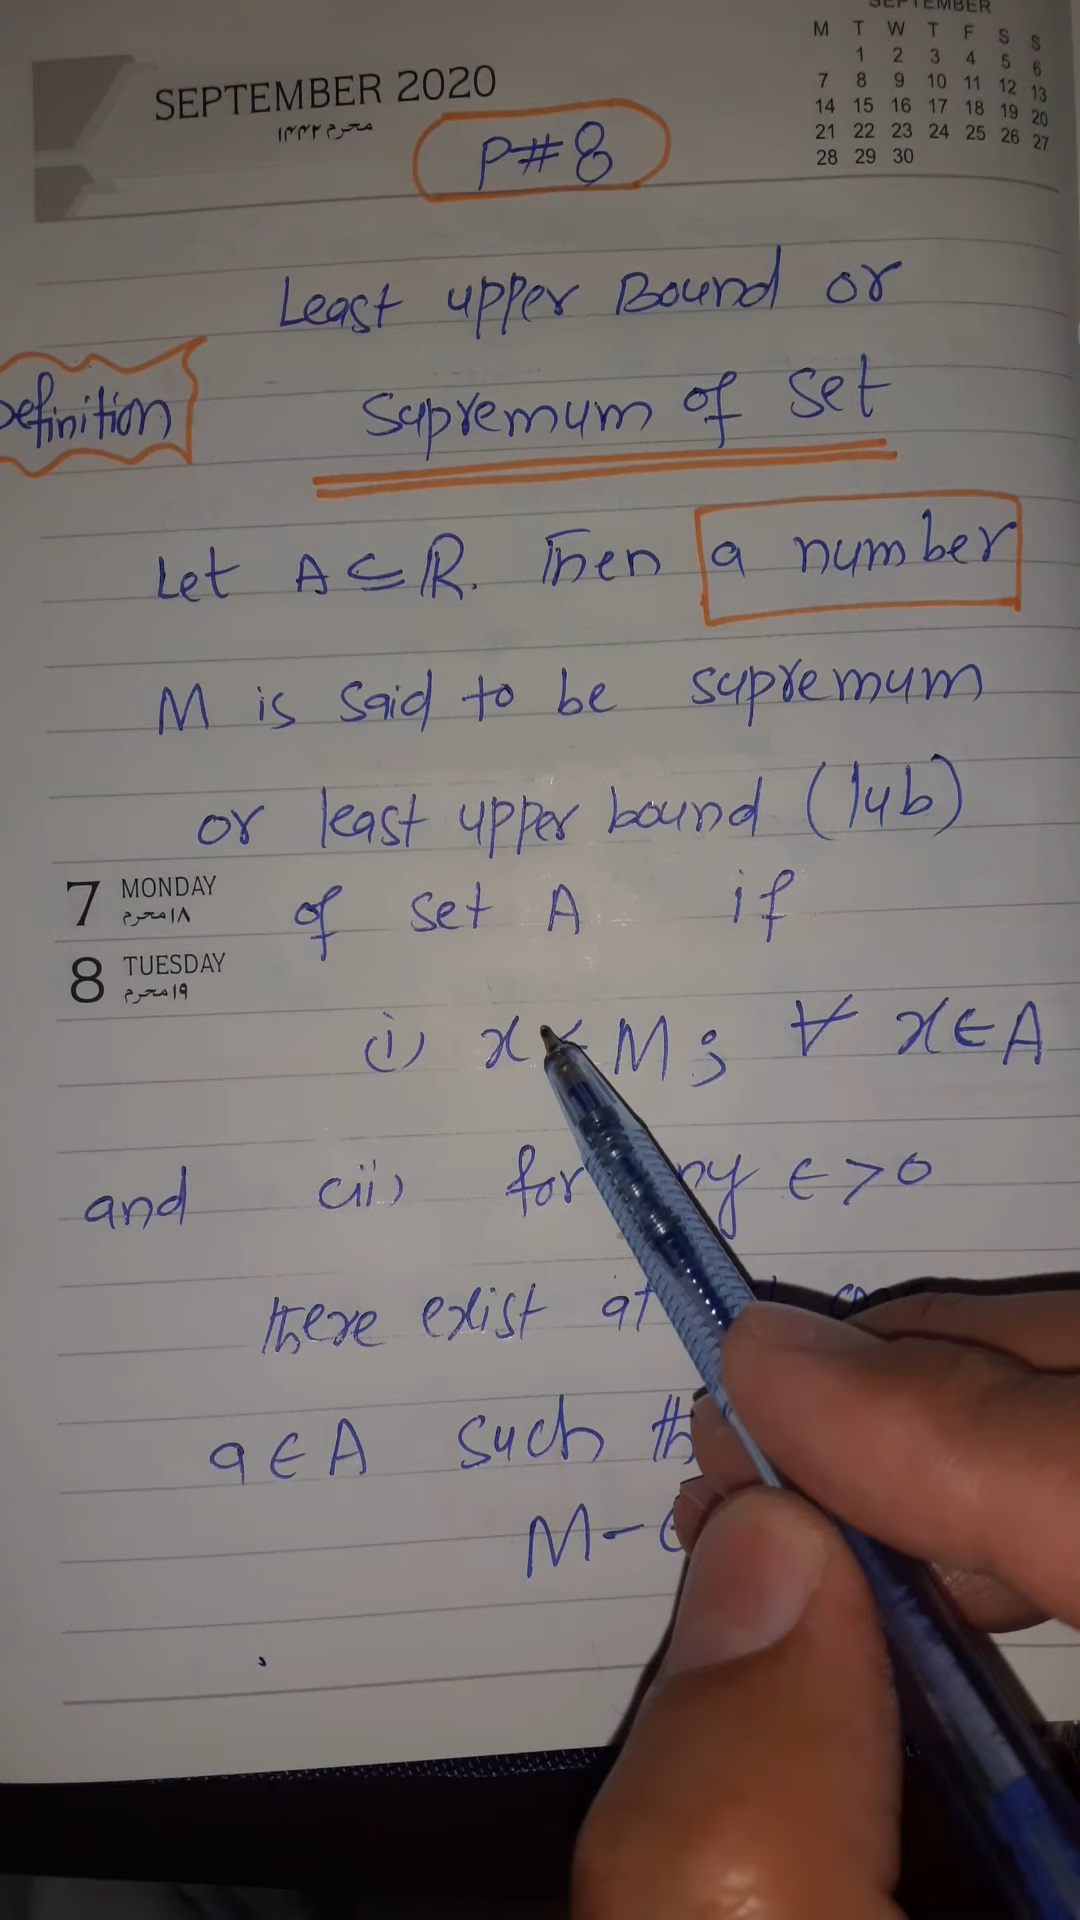 SEPTEMBER
M T W T F S S
1 2 3 4 5 6
7 8 9 10 11 12 13
14 15 16 17 18 19 20
21 22 23 24 25 26 27
28 29 30
SEPTEMBER 2020
محرم ١٤٤٢
P#8
Least upper Bound or
Definition
Supremum of Set
Let A ⊆ R. Then a number
M is said to be supremum
or least upper bound (lub)
7 MONDAY
١٨ محرم
of set A if
8 TUESDAY
١٩ محرم
(i) x M ; ∀ x ∈ A
and (ii) for ϵ > 0
there exist at
a ∈ A such
M -